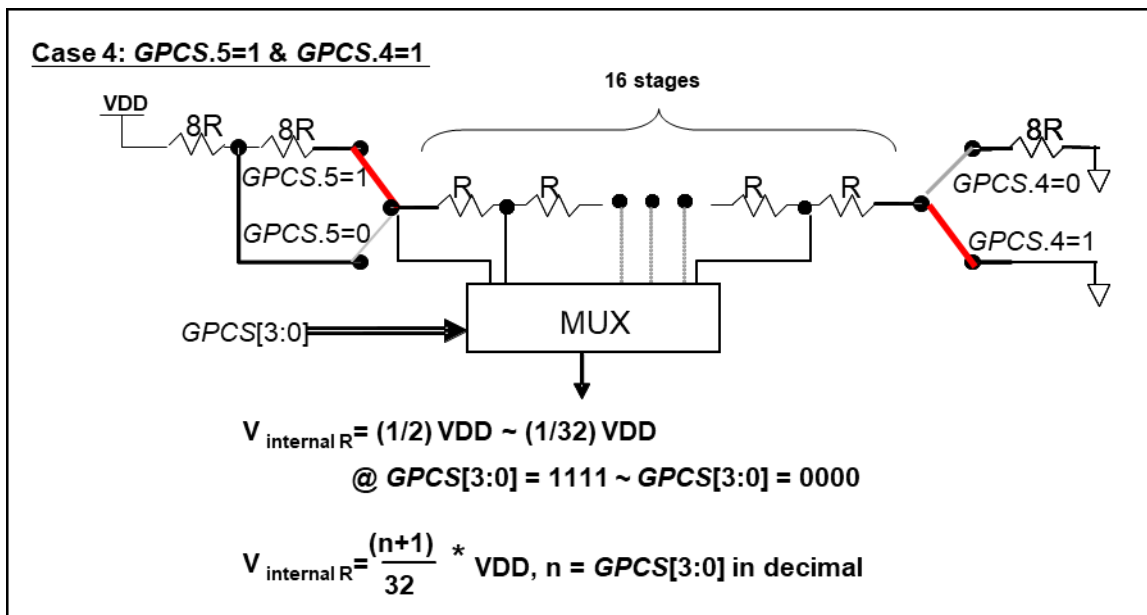 Case 4: GPCS.5=1 & GPCS.4=1
16 stages
VDD
8R 8R 8R
GPCS.5=1 R R R R GPCS.4=0
GPCS.5=0 GPCS.4=1
GPCS[3:0] MUX
V internal R= (1/2) VDD ~ (1/32) VDD
@ GPCS[3:0] = 1111 ~ GPCS[3:0] = 0000
V internal R= (n+1)/32 * VDD, n = GPCS[3:0] in decimal